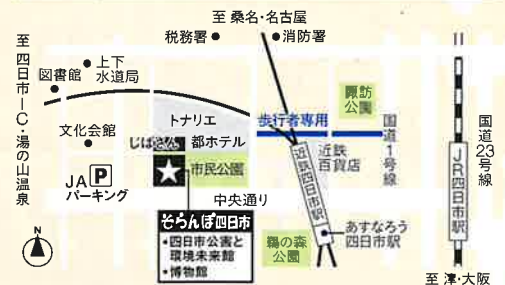 至 桑名・名古屋
税務署
消防署
至 四日市IC・湯の山温泉
上下
水道局
図書館
諏訪
公園
トナリエ
歩行者専用
国道1号線
国道23号線
文化会館
じばさん
都ホテル
近鉄
百貨店
近鉄四日市駅
JR四日市駅
市民公園
JA P
パーキング
中央通り
そらんぽ四日市
・四日市公害と
環境未来館
・博物館
鵜の森
公園
あすなろう
四日市駅
N
至 津・大阪